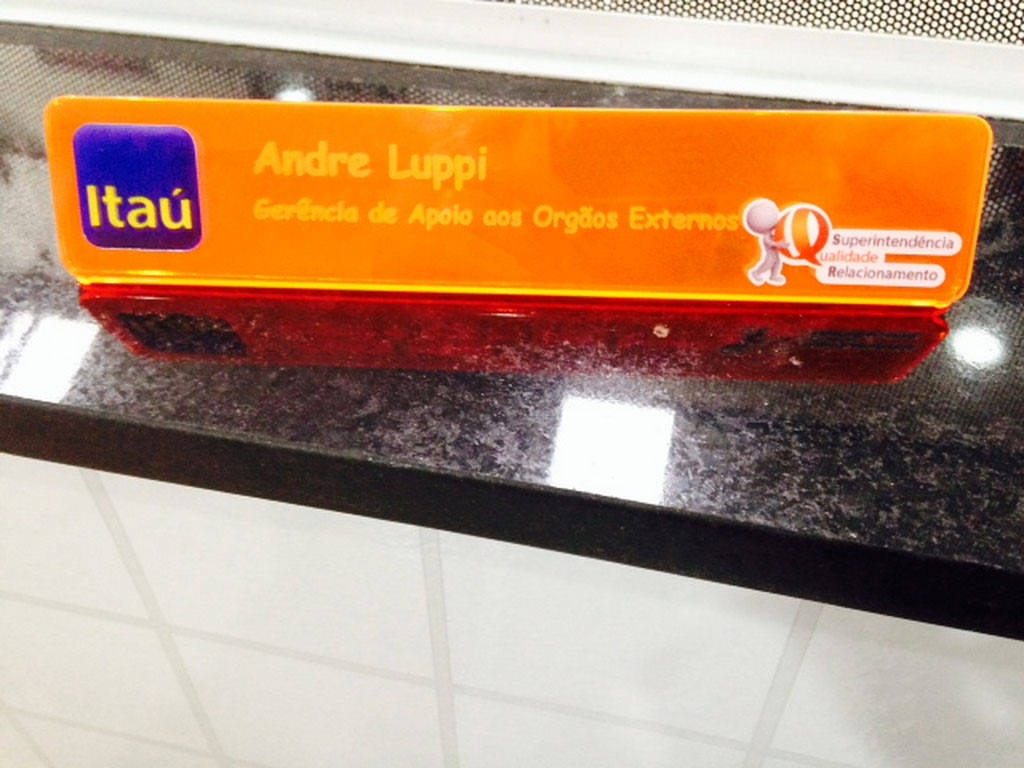 Itaú
Andre Luppi
Gerência de Apoio aos Orgãos Externos
Superintendência
Qualidade
Relacionamento